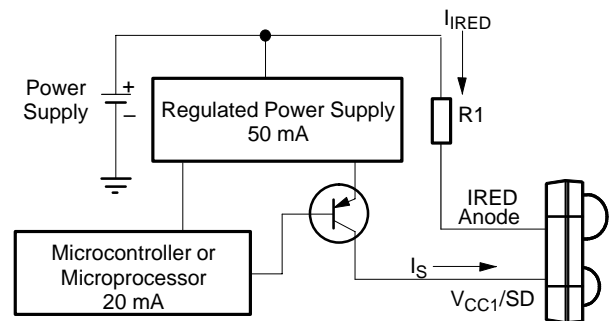 I_IRED
Power
Supply
+
−
Regulated Power Supply
50 mA
R1
IRED
Anode
Microcontroller or
Microprocessor
20 mA
I_S
V_CC1/SD